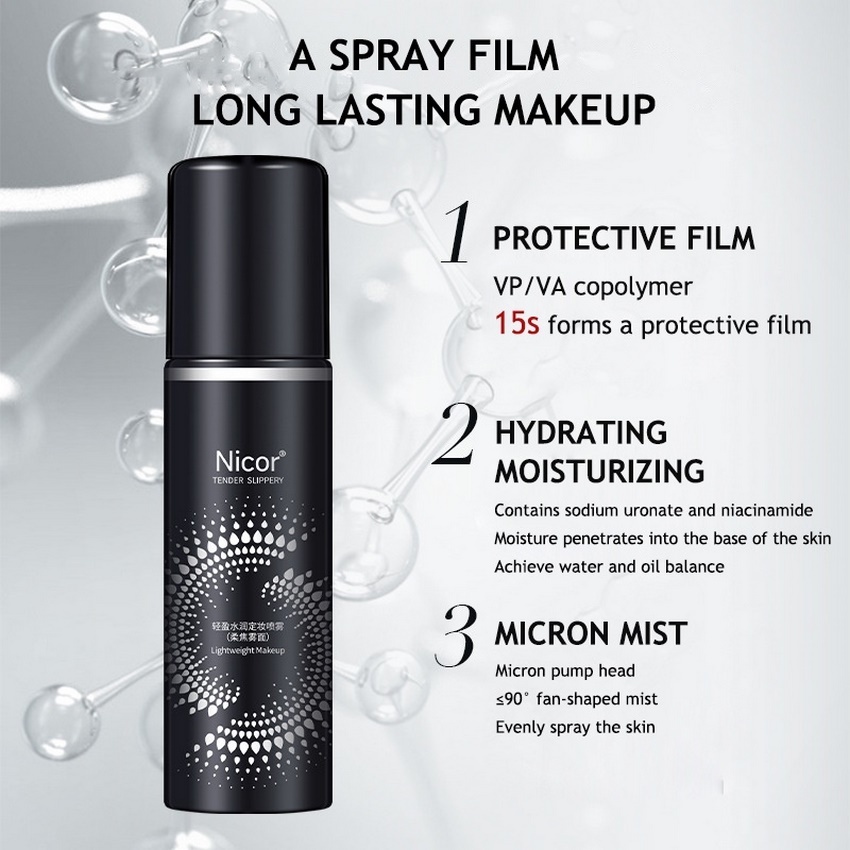 A SPRAY FILM
LONG LASTING MAKEUP
1 PROTECTIVE FILM
VP/VA copolymer
15s forms a protective film
2 HYDRATING
MOISTURIZING
Contains sodium uronate and niacinamide
Moisture penetrates into the base of the skin
Achieve water and oil balance
3 MICRON MIST
Micron pump head
≤90° fan-shaped mist
Evenly spray the skin
Nicor®
TENDER SLIPPERY
轻盈水润定妆喷雾
(柔焦雾面)
Lightweight Makeup